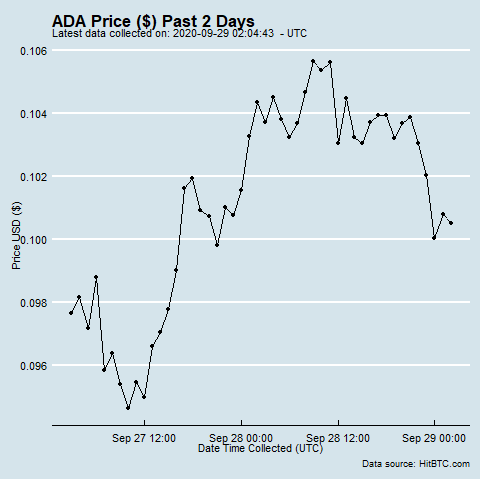 ADA Price ($) Past 2 Days
Latest data collected on: 2020-09-29 02:04:43  - UTC
0.106
0.104
0.102
0.100
0.098
0.096
Price USD ($)
Sep 27 12:00
Sep 28 00:00
Sep 28 12:00
Sep 29 00:00
Date Time Collected (UTC)
Data source: HitBTC.com